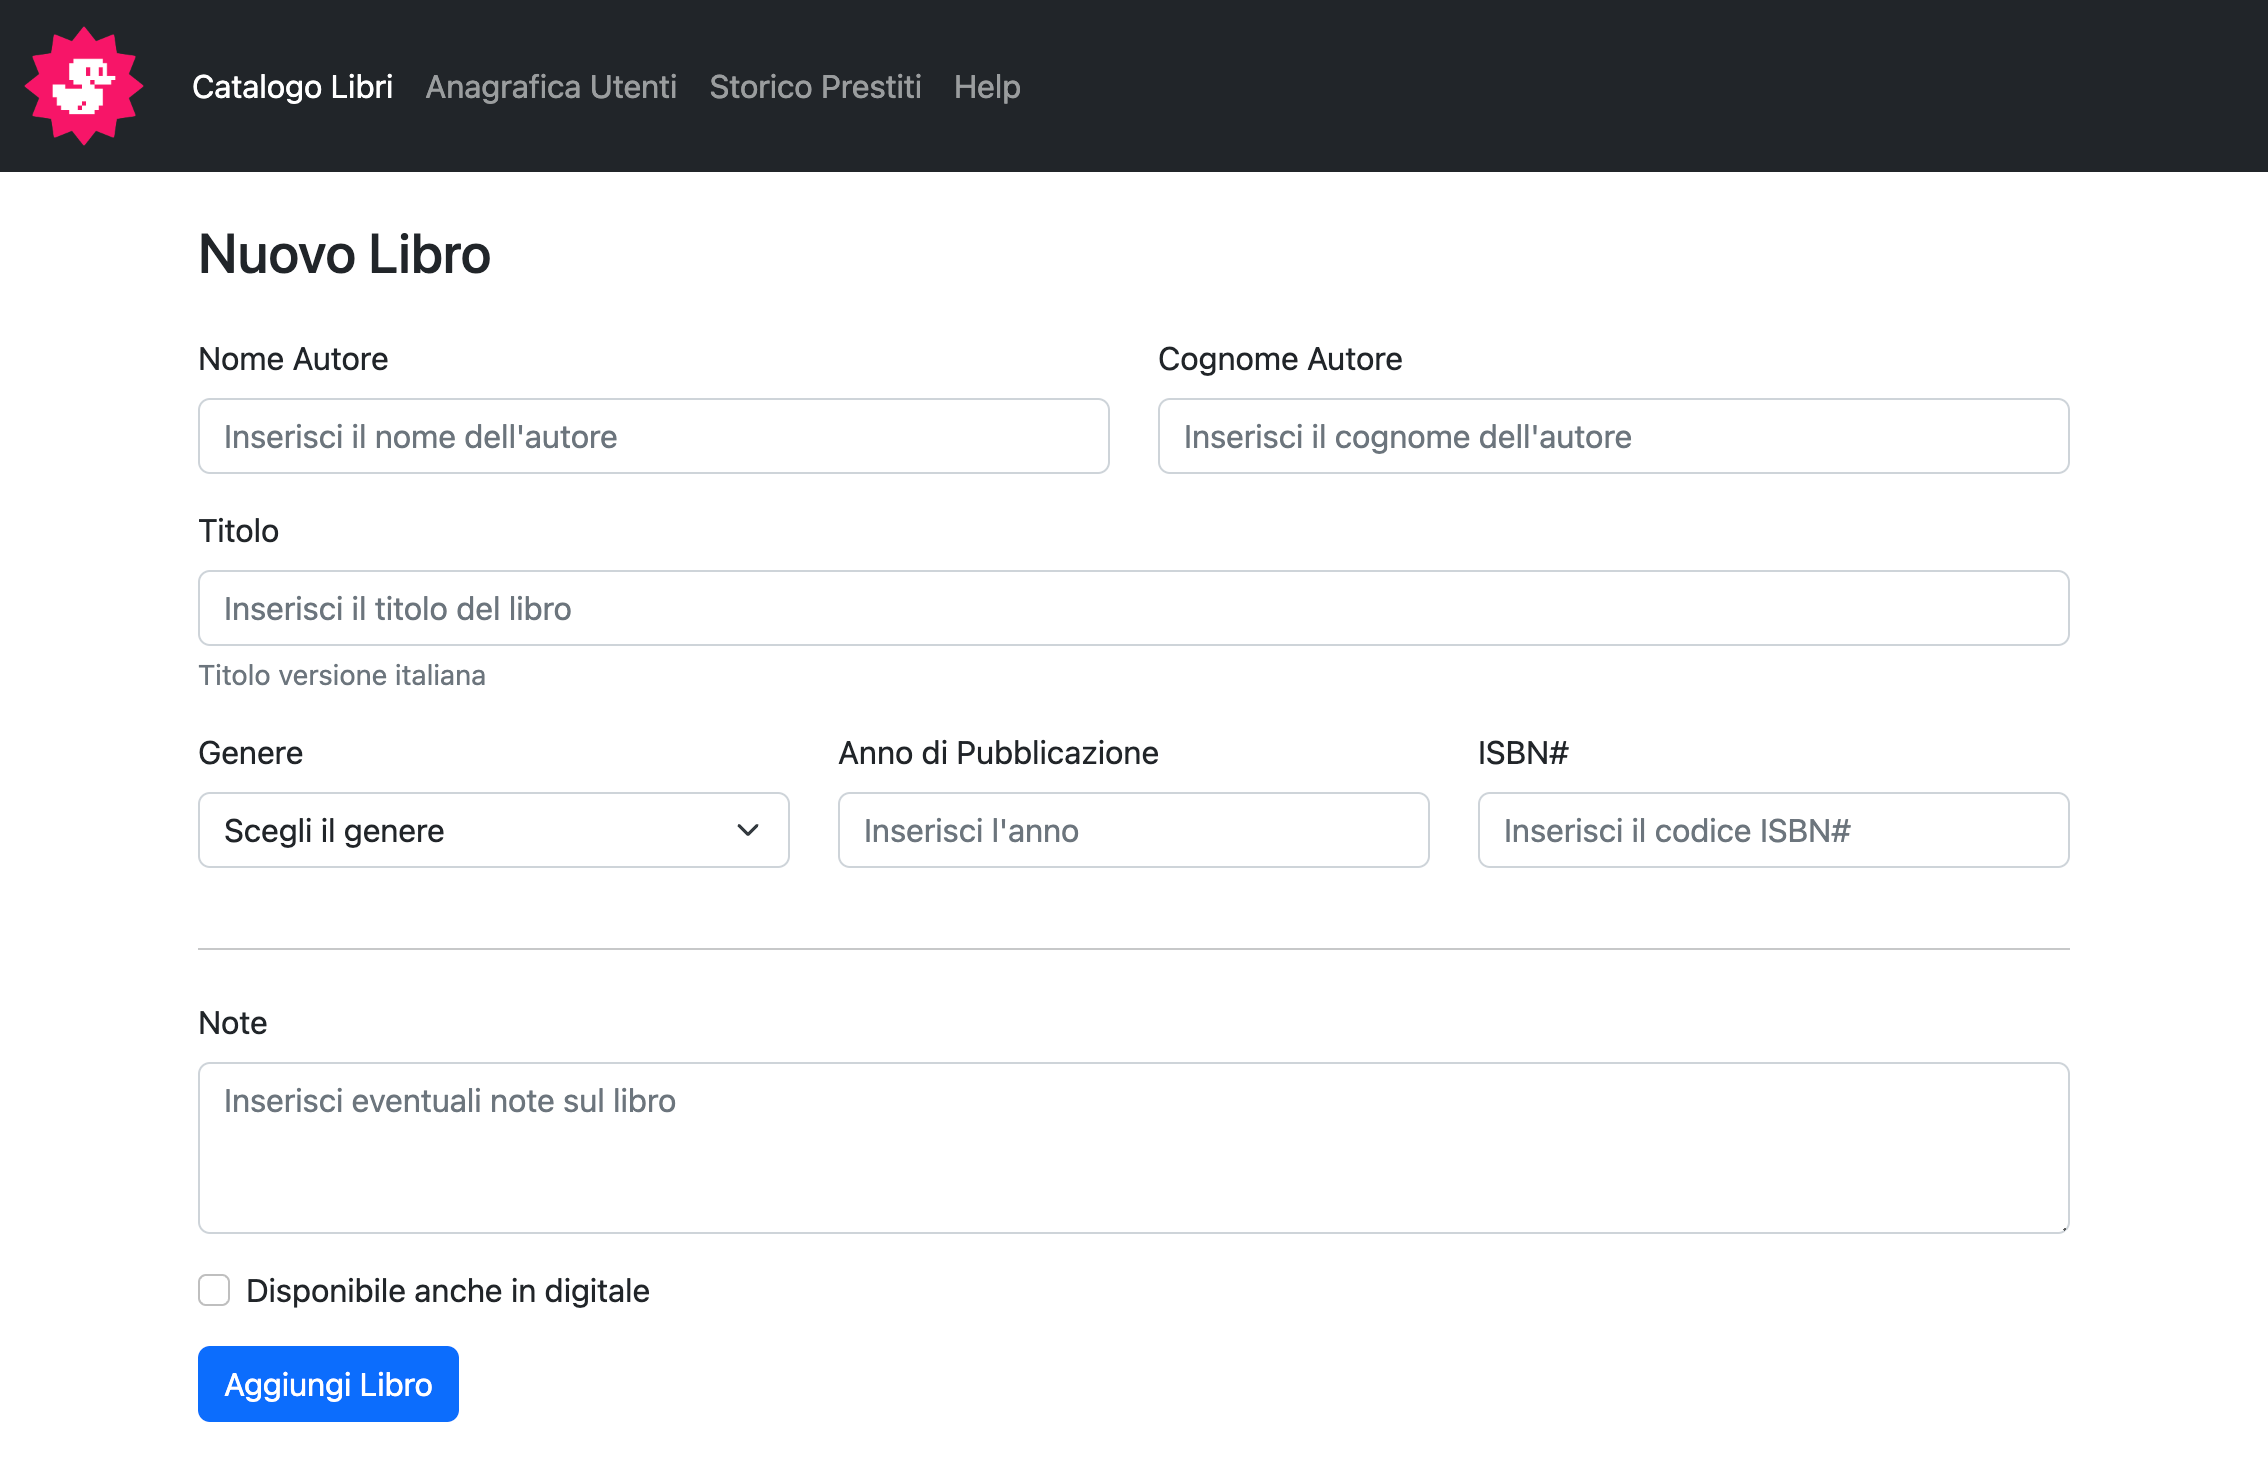 Catalogo Libri Anagrafica Utenti Storico Prestiti Help
Nuovo Libro
Nome Autore Cognome Autore
Inserisci il nome dell'autore Inserisci il cognome dell'autore
Titolo
Inserisci il titolo del libro
Titolo versione italiana
Genere Anno di Pubblicazione ISBN#
Scegli il genere Inserisci l'anno Inserisci il codice ISBN#
Note
Inserisci eventuali note sul libro
Disponibile anche in digitale
Aggiungi Libro